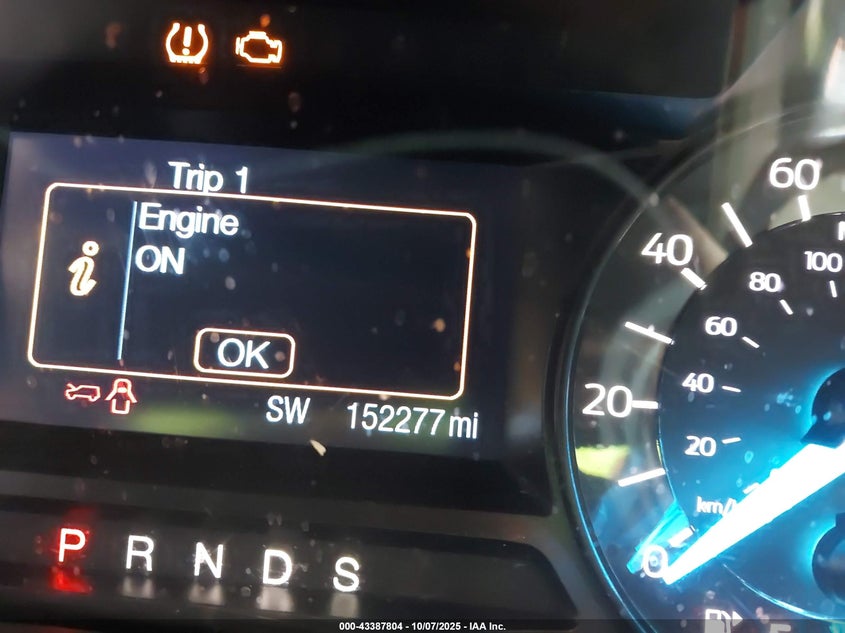 Trip 1
Engine
ON
OK
SW 152277 mi
P R N D S
0 20 40 60
20 40 60 80 100
000-43387804 - 10/07/2025 - IAA Inc.